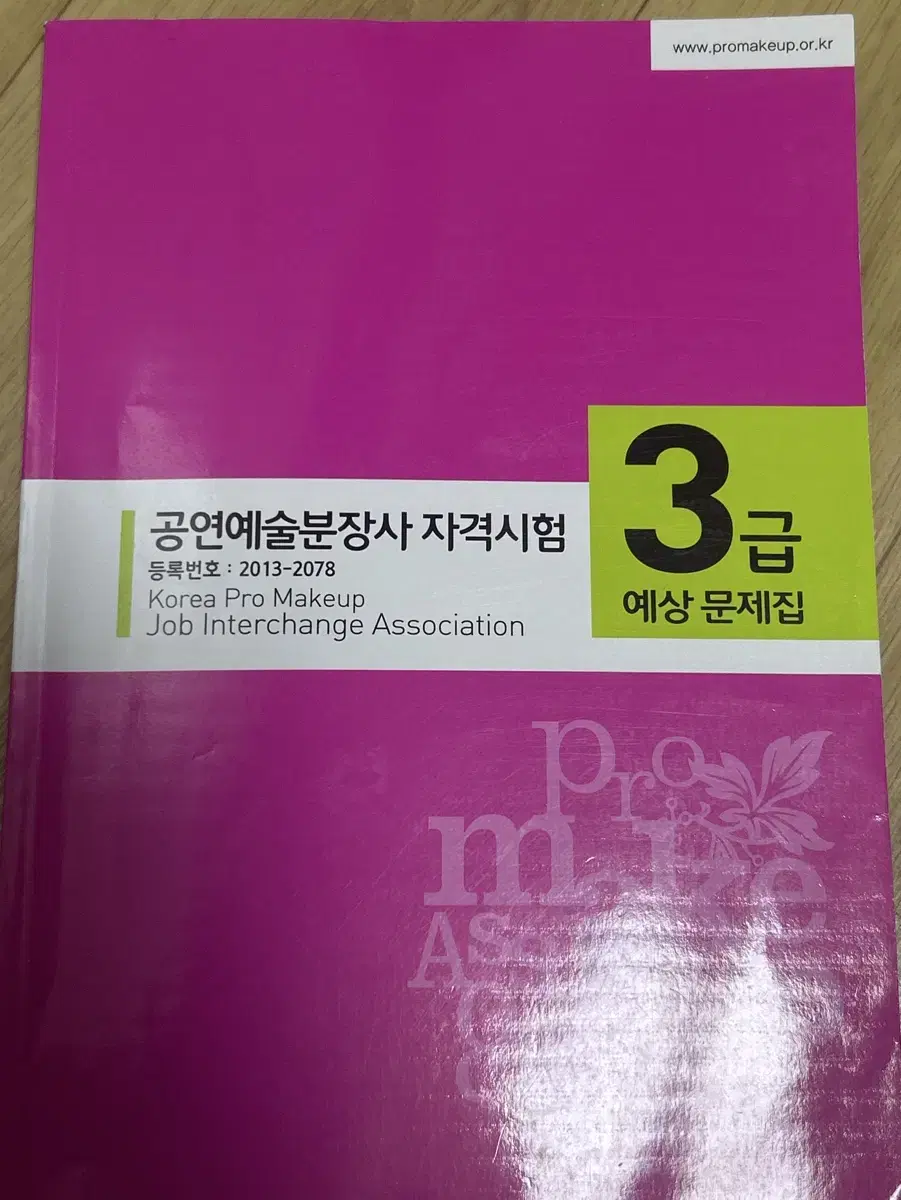 www.promakeup.or.kr
3급
예상 문제집
공연예술분장사 자격시험
등록번호 : 2013-2078
Korea Pro Makeup
Job Interchange Association
pro